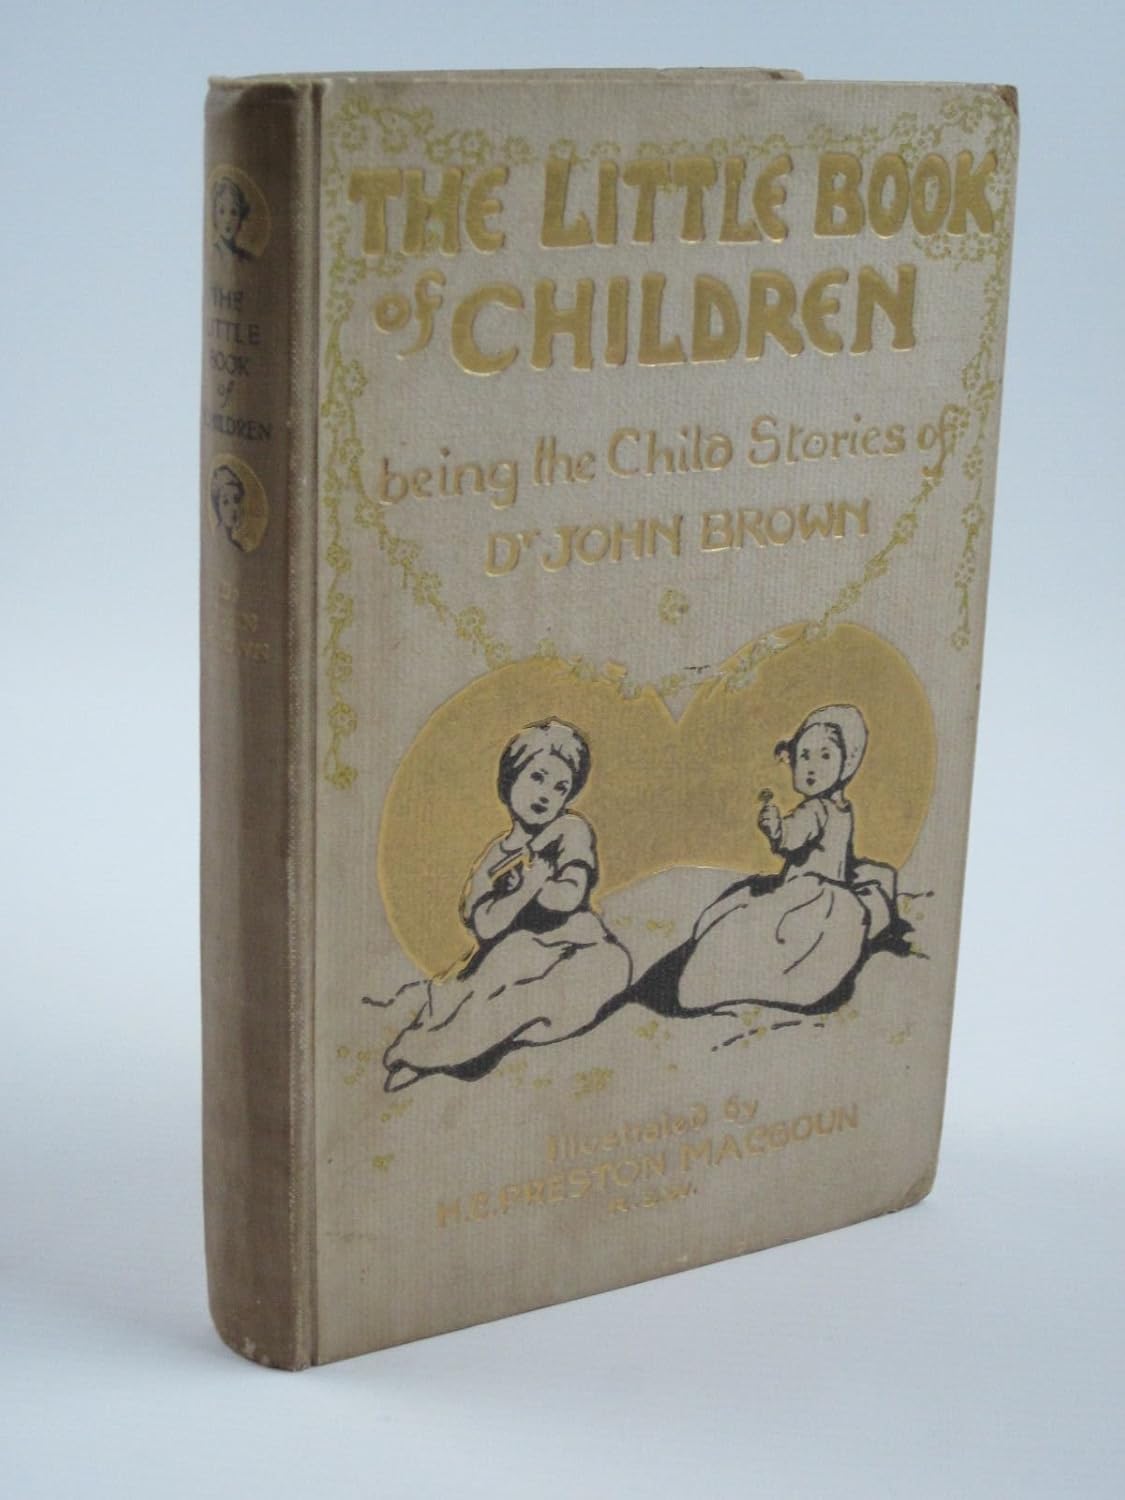 THE LITTLE BOOK
of CHILDREN
being the Child Stories of
Dr JOHN BROWN
Illustrated by
H.E. PRESTON MACGOUN
R.S.W.
THE
LITTLE
BOOK
of
CHILDREN